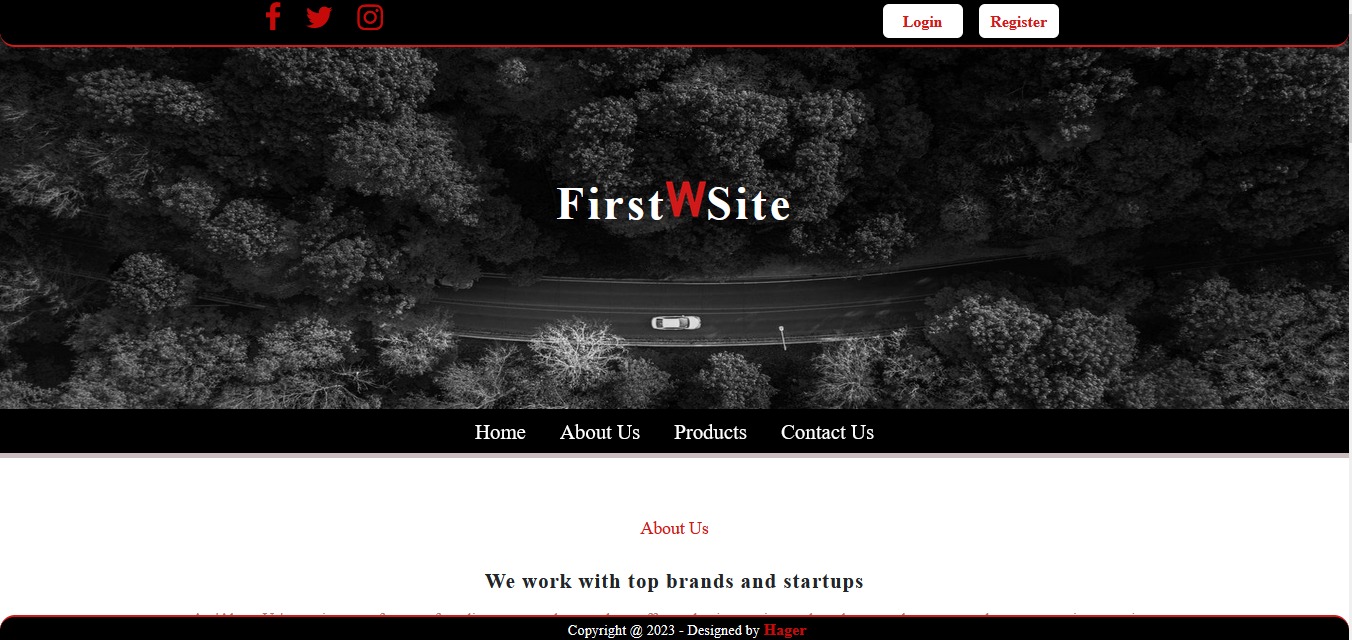 Login Register
FirstWSite
Home About Us Products Contact Us
About Us
We work with top brands and startups
Copyright @ 2023 - Designed by Hager